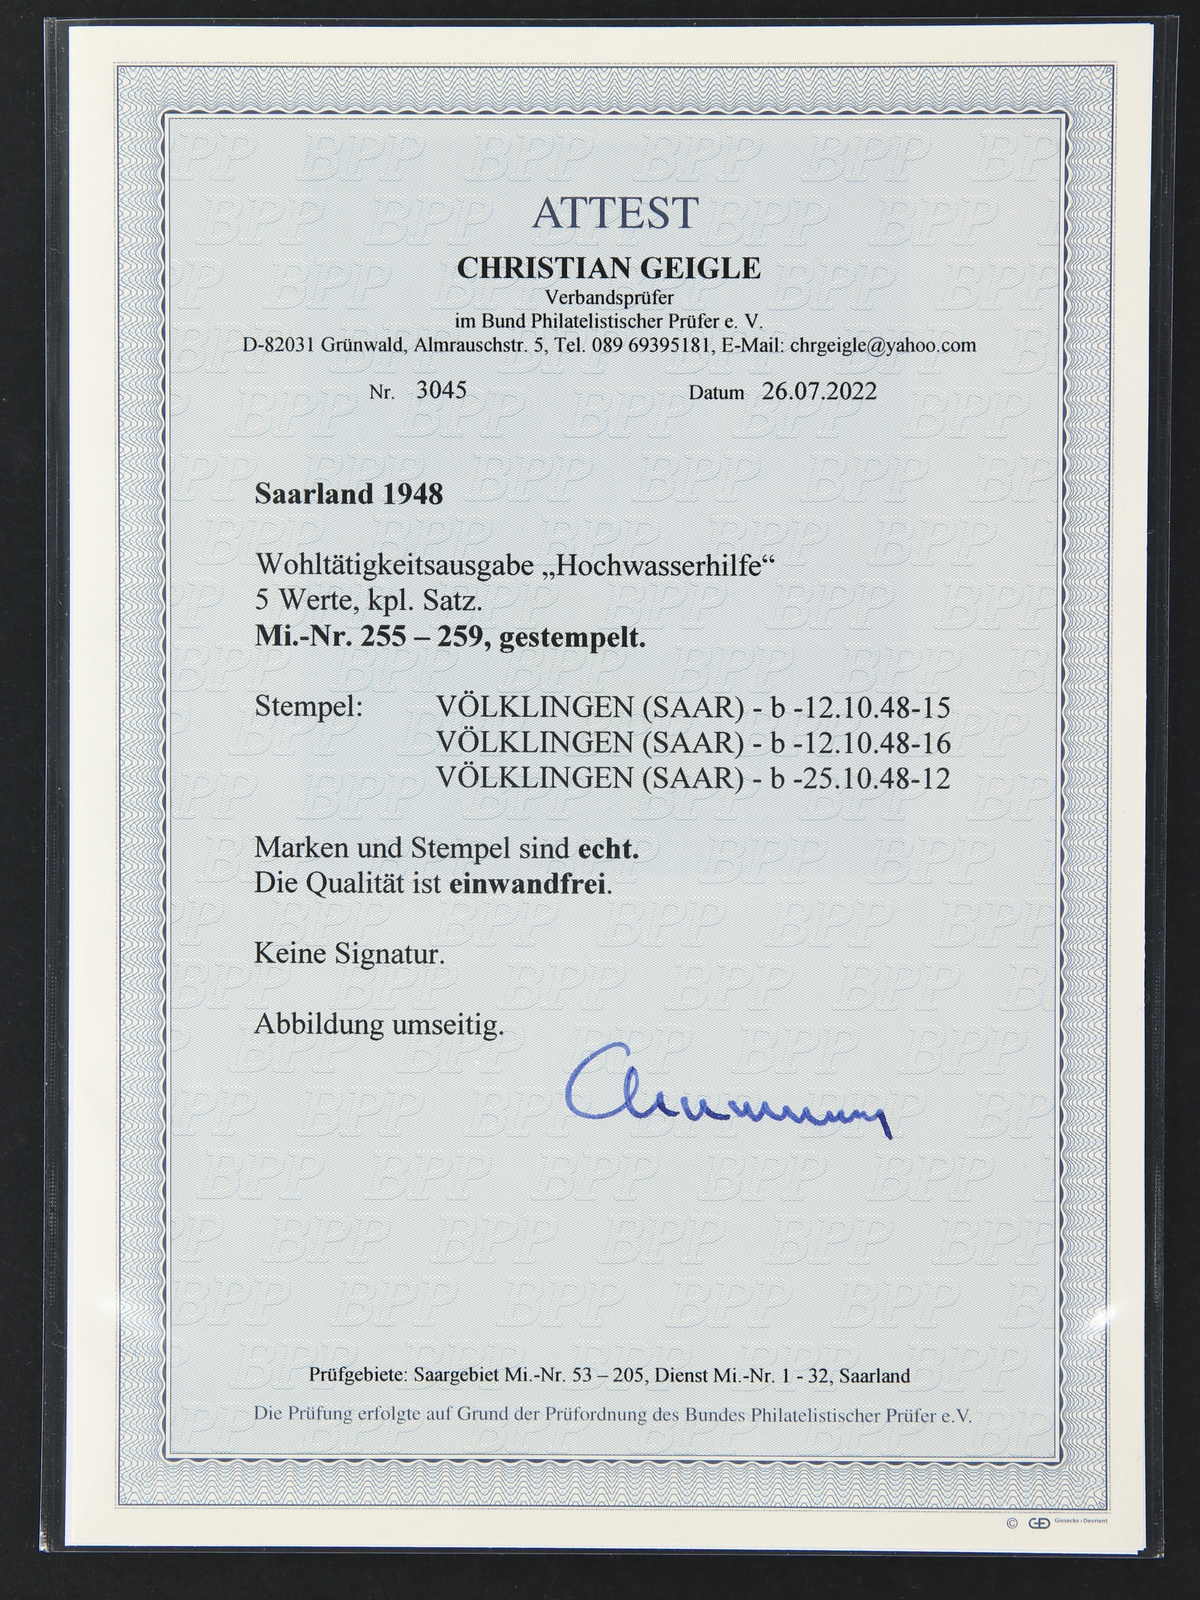 ATTEST
CHRISTIAN GEIGLE
Verbandsprüfer
im Bund Philatelistischer Prüfer e. V.
D-82031 Grünwald, Almrauschstr. 5, Tel. 089 69395181, E-Mail: chrgeigle@yahoo.com
Nr. 3045 Datum 26.07.2022
Saarland 1948
Wohltätigkeitsausgabe „Hochwasserhilfe“
5 Werte, kpl. Satz.
Mi.-Nr. 255 – 259, gestempelt.
Stempel: VÖLKLINGEN (SAAR) - b -12.10.48-15
VÖLKLINGEN (SAAR) - b -12.10.48-16
VÖLKLINGEN (SAAR) - b -25.10.48-12
Marken und Stempel sind echt.
Die Qualität ist einwandfrei.
Keine Signatur.
Abbildung umseitig.
Prüfgebiete: Saargebiet Mi.-Nr. 53 – 205, Dienst Mi.-Nr. 1 - 32, Saarland
Die Prüfung erfolgte auf Grund der Prüfordnung des Bundes Philatelistischer Prüfer e.V.
© Giesecke & Devrient